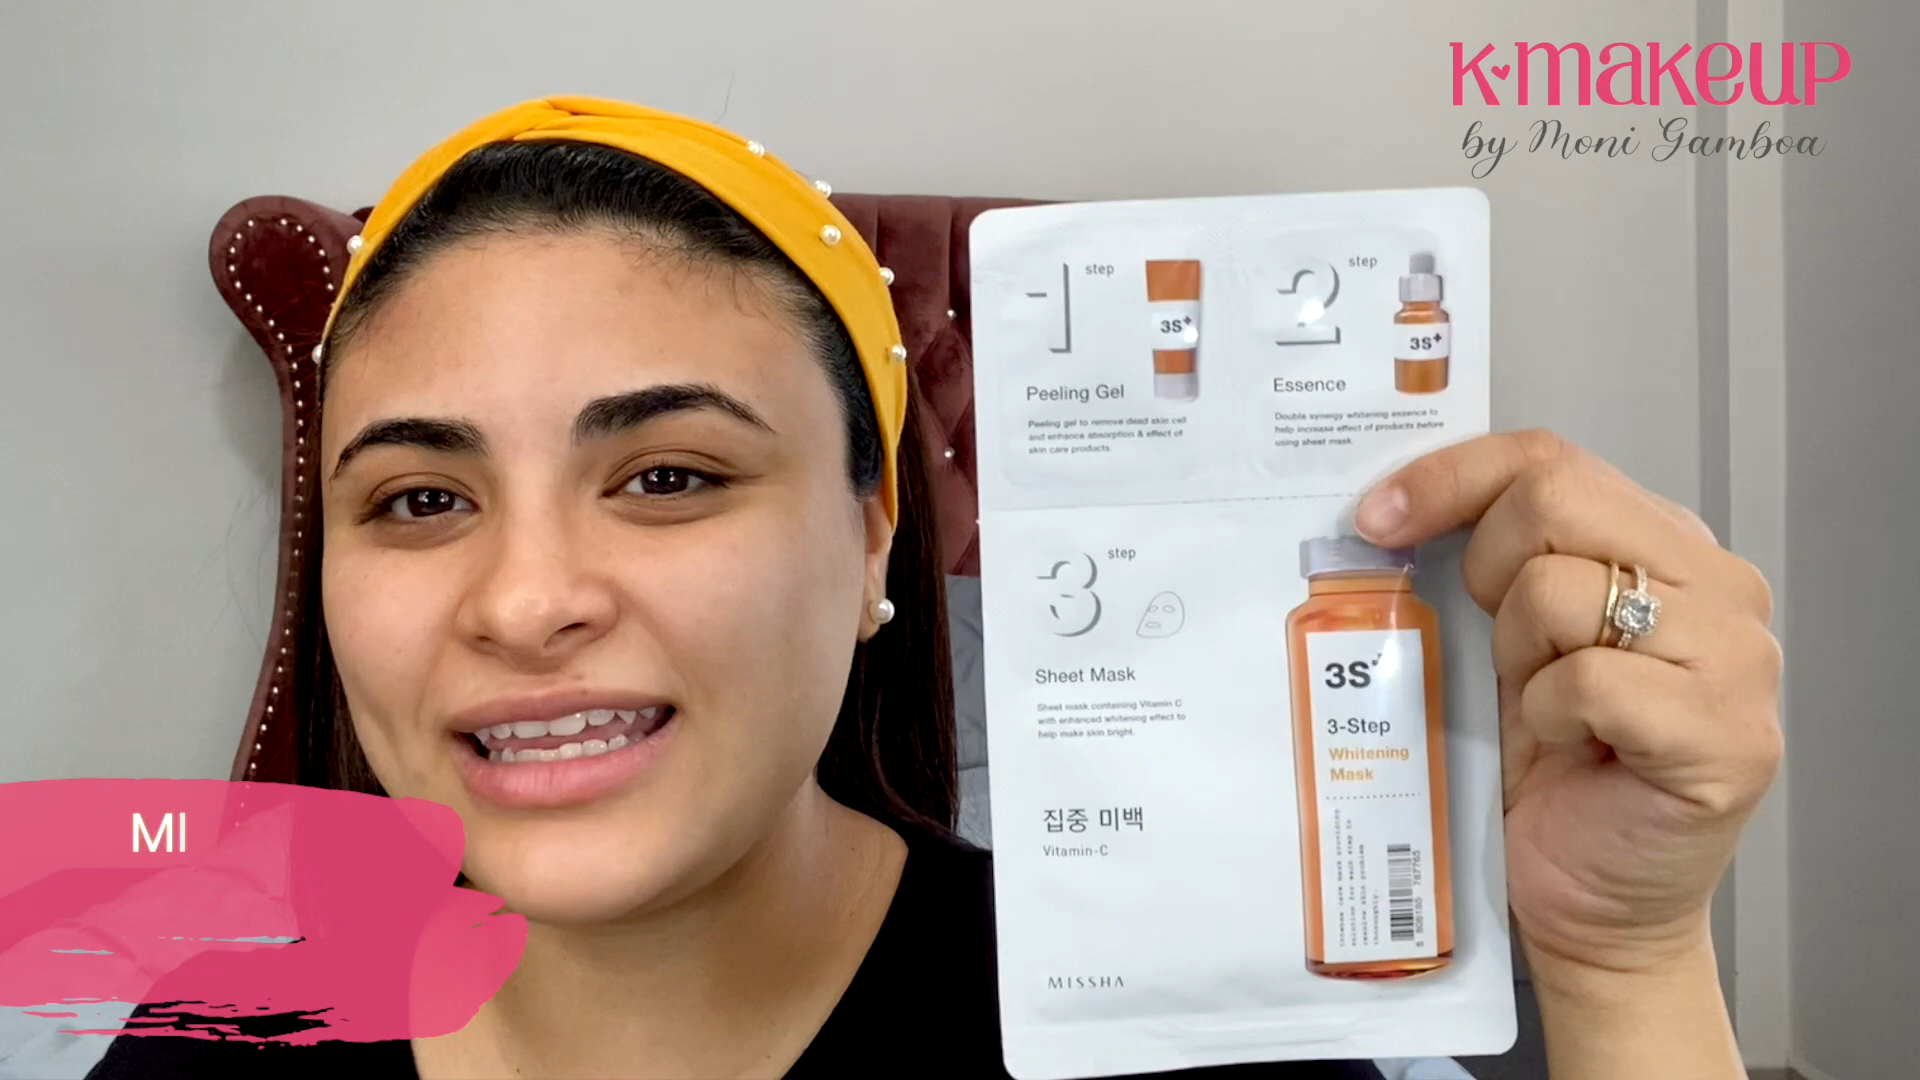 K♥makeup
by Moni Gamboa
step
1
3S+
Peeling Gel
Peeling gel to remove dead skin cell
and enhance absorption & effect of
skin care products.
step
2
3S+
Essence
Double synergy whitening essence to
help increase effect of products before
using sheet mask.
step
3
Sheet Mask
Sheet mask containing Vitamin C
with enhanced whitening effect to
help make skin bright.
집중 미백
Vitamin-C
MISSHA
3S+
3-Step
Whitening
Mask
8 806185 787765
MI